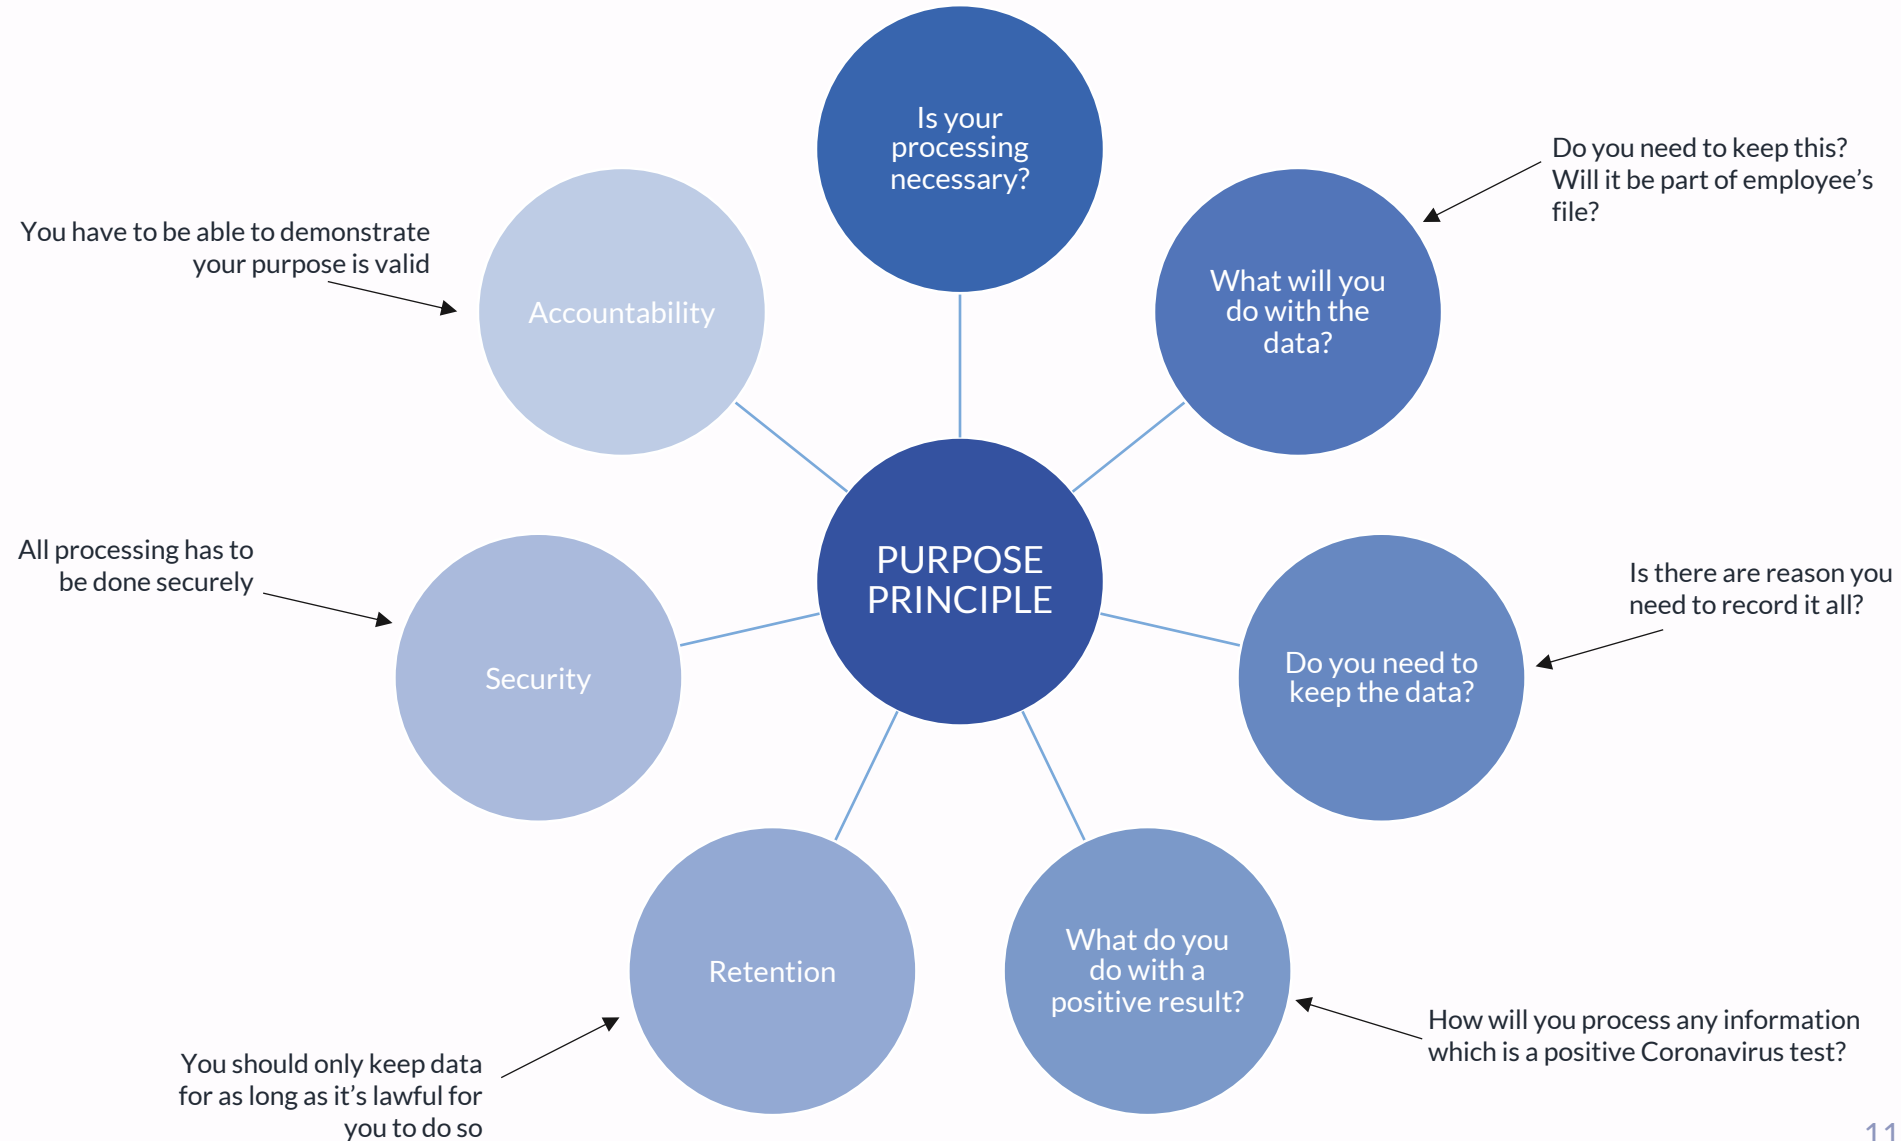 Is your
processing
necessary?
Do you need to keep this?
Will it be part of employee's
file?
What will you
do with the
data?
You have to be able to demonstrate
your purpose is valid
Accountability
PURPOSE
PRINCIPLE
All processing has to
be done securely
Security
Is there are reason you
need to record it all?
Do you need to
keep the data?
What do you
do with a
positive result?
How will you process any information
which is a positive Coronavirus test?
Retention
You should only keep data
for as long as it's lawful for
you to do so
11